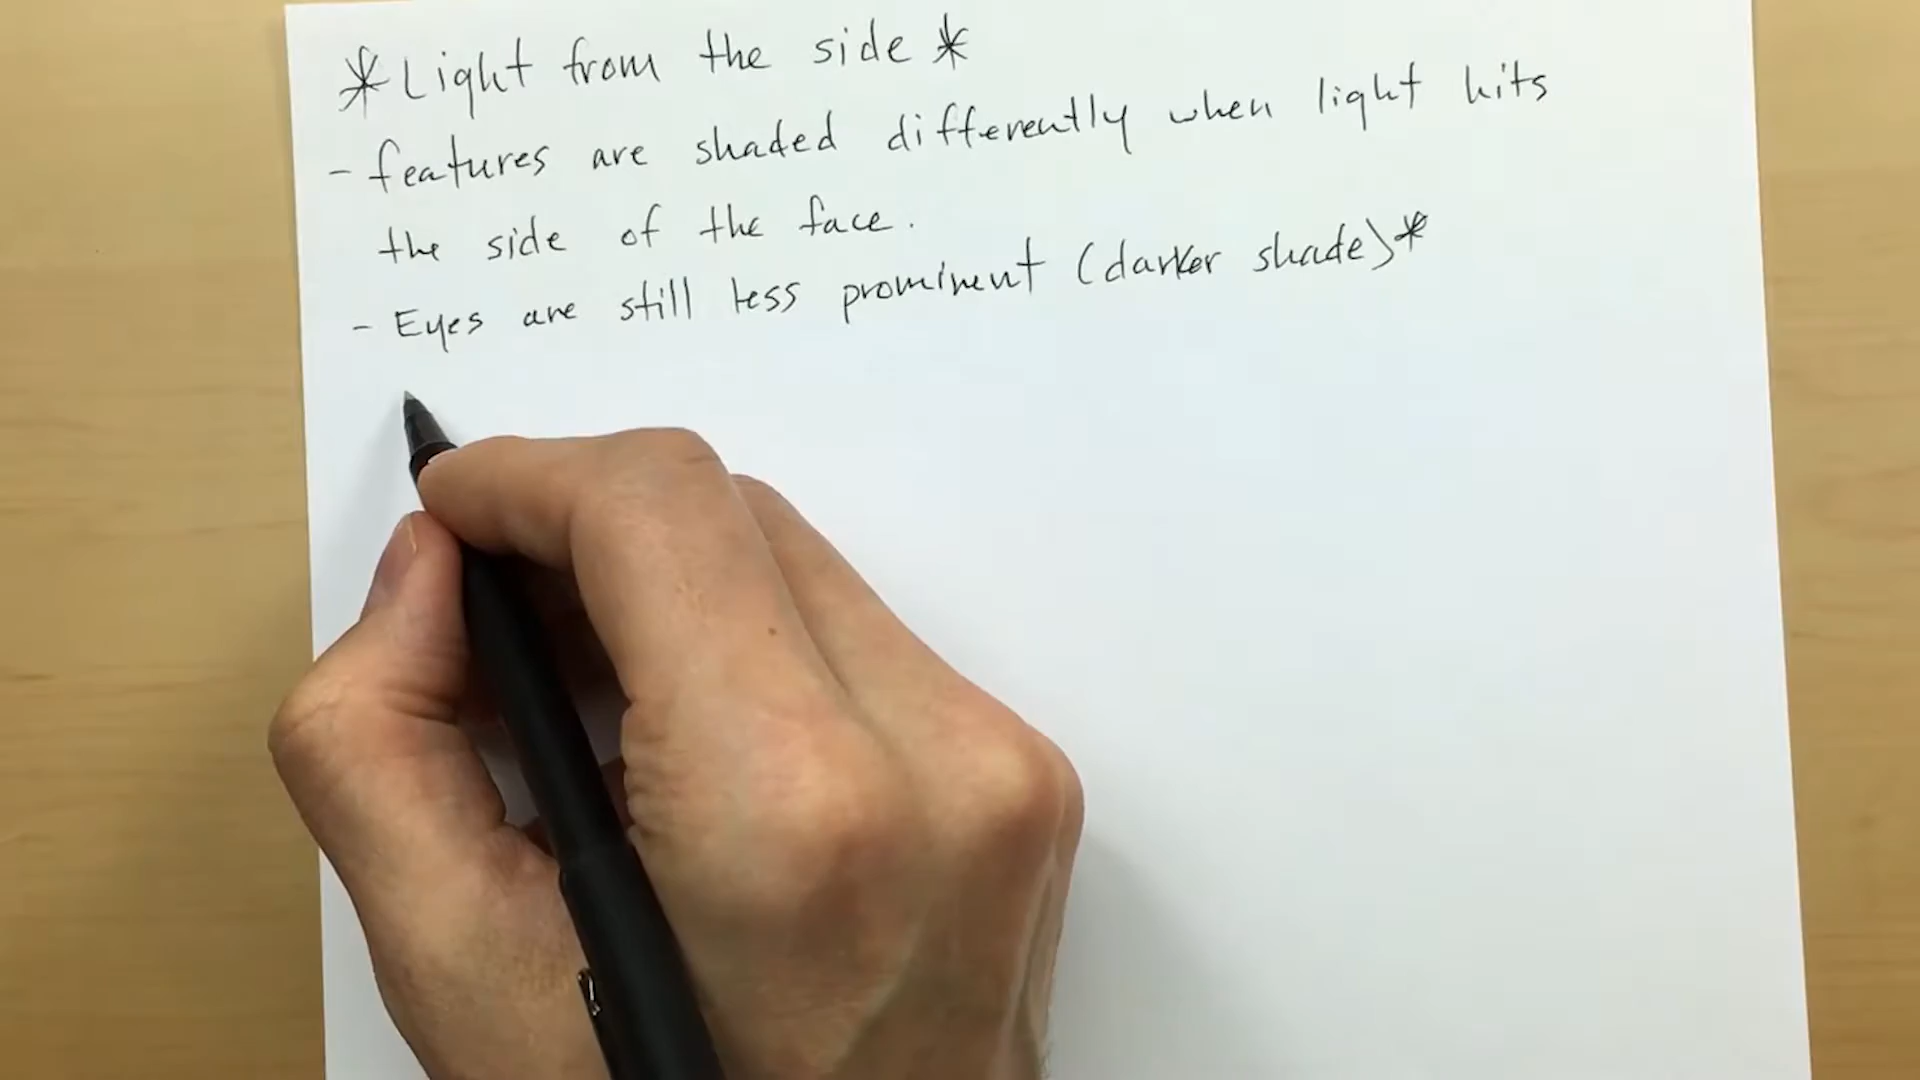 *Light from the side*
- features are shaded differently when light hits
the side of the face.
- Eyes are still less prominent (darker shade)*